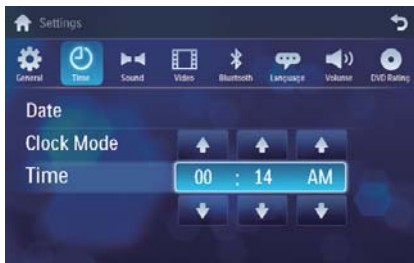 Settings
General Time Sound Video Bluetooth Language Volume DVD Rating
Date
Clock Mode
Time 00 : 14 AM